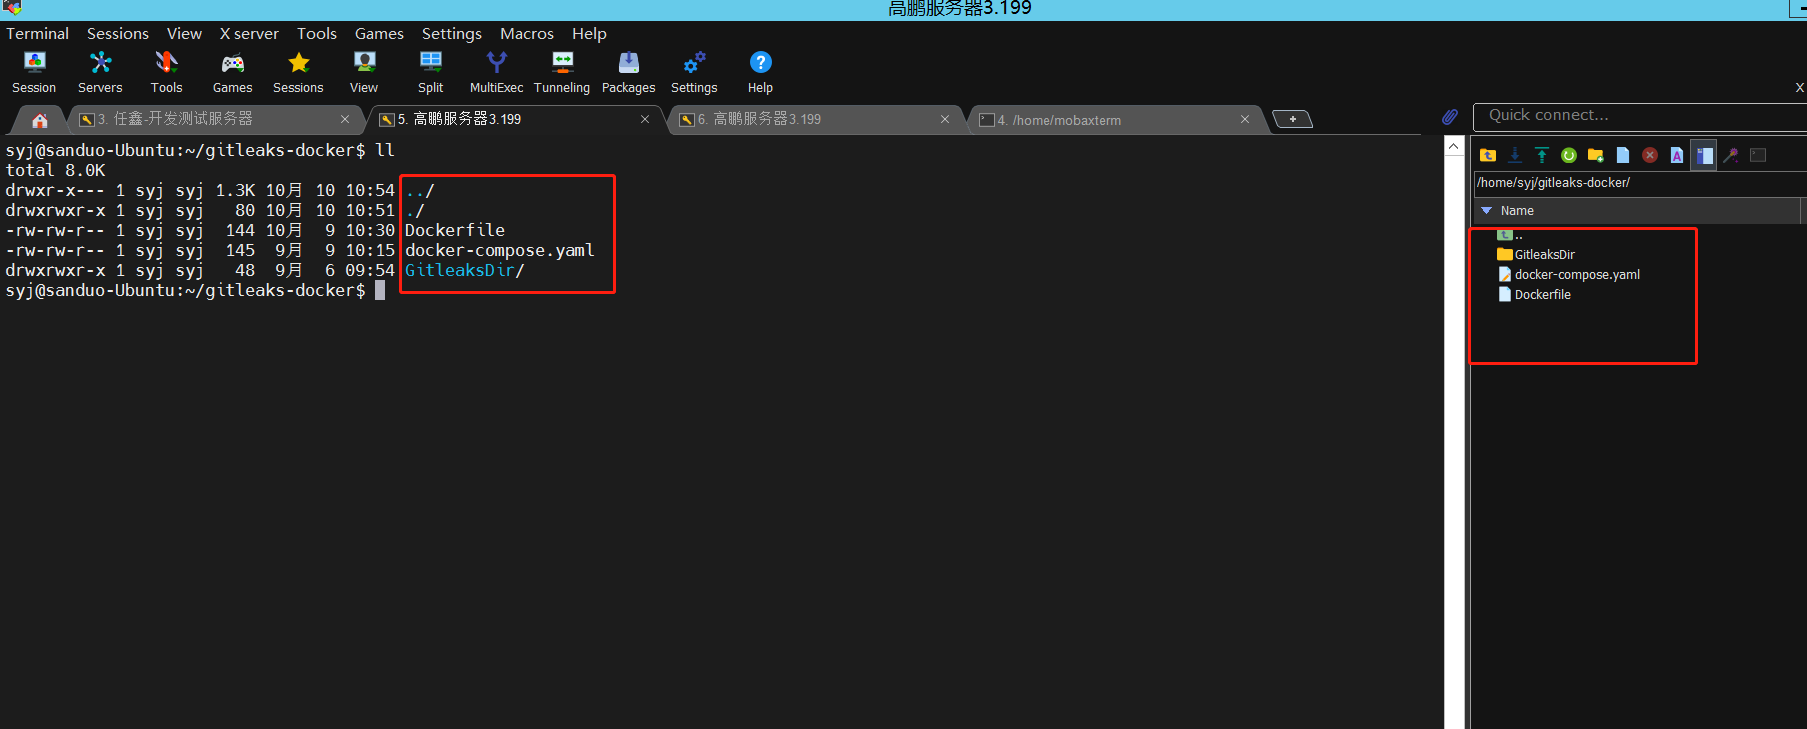 高鹏服务器3.199
Terminal Sessions View X server Tools Games Settings Macros Help
Session Servers Tools Games Sessions View Split MultiExec Tunneling Packages Settings Help
X
3. 任鑫-开发测试服务器 5. 高鹏服务器3.199 6. 高鹏服务器3.199 4. /home/mobaxterm
Quick connect...
syj@sanduo-Ubuntu:~/gitleaks-docker$ ll
total 8.0K
drwxr-x--- 1 syj syj 1.3K 10月 10 10:54 ../
drwxrwxr-x 1 syj syj   80 10月 10 10:51 ./
-rw-rw-r-- 1 syj syj  144 10月  9 10:30 Dockerfile
-rw-rw-r-- 1 syj syj  145  9月  9 10:15 docker-compose.yaml
drwxrwxr-x 1 syj syj   48  9月  6 09:54 GitleaksDir/
syj@sanduo-Ubuntu:~/gitleaks-docker$
/home/syj/gitleaks-docker/
Name
..
GitleaksDir
docker-compose.yaml
Dockerfile